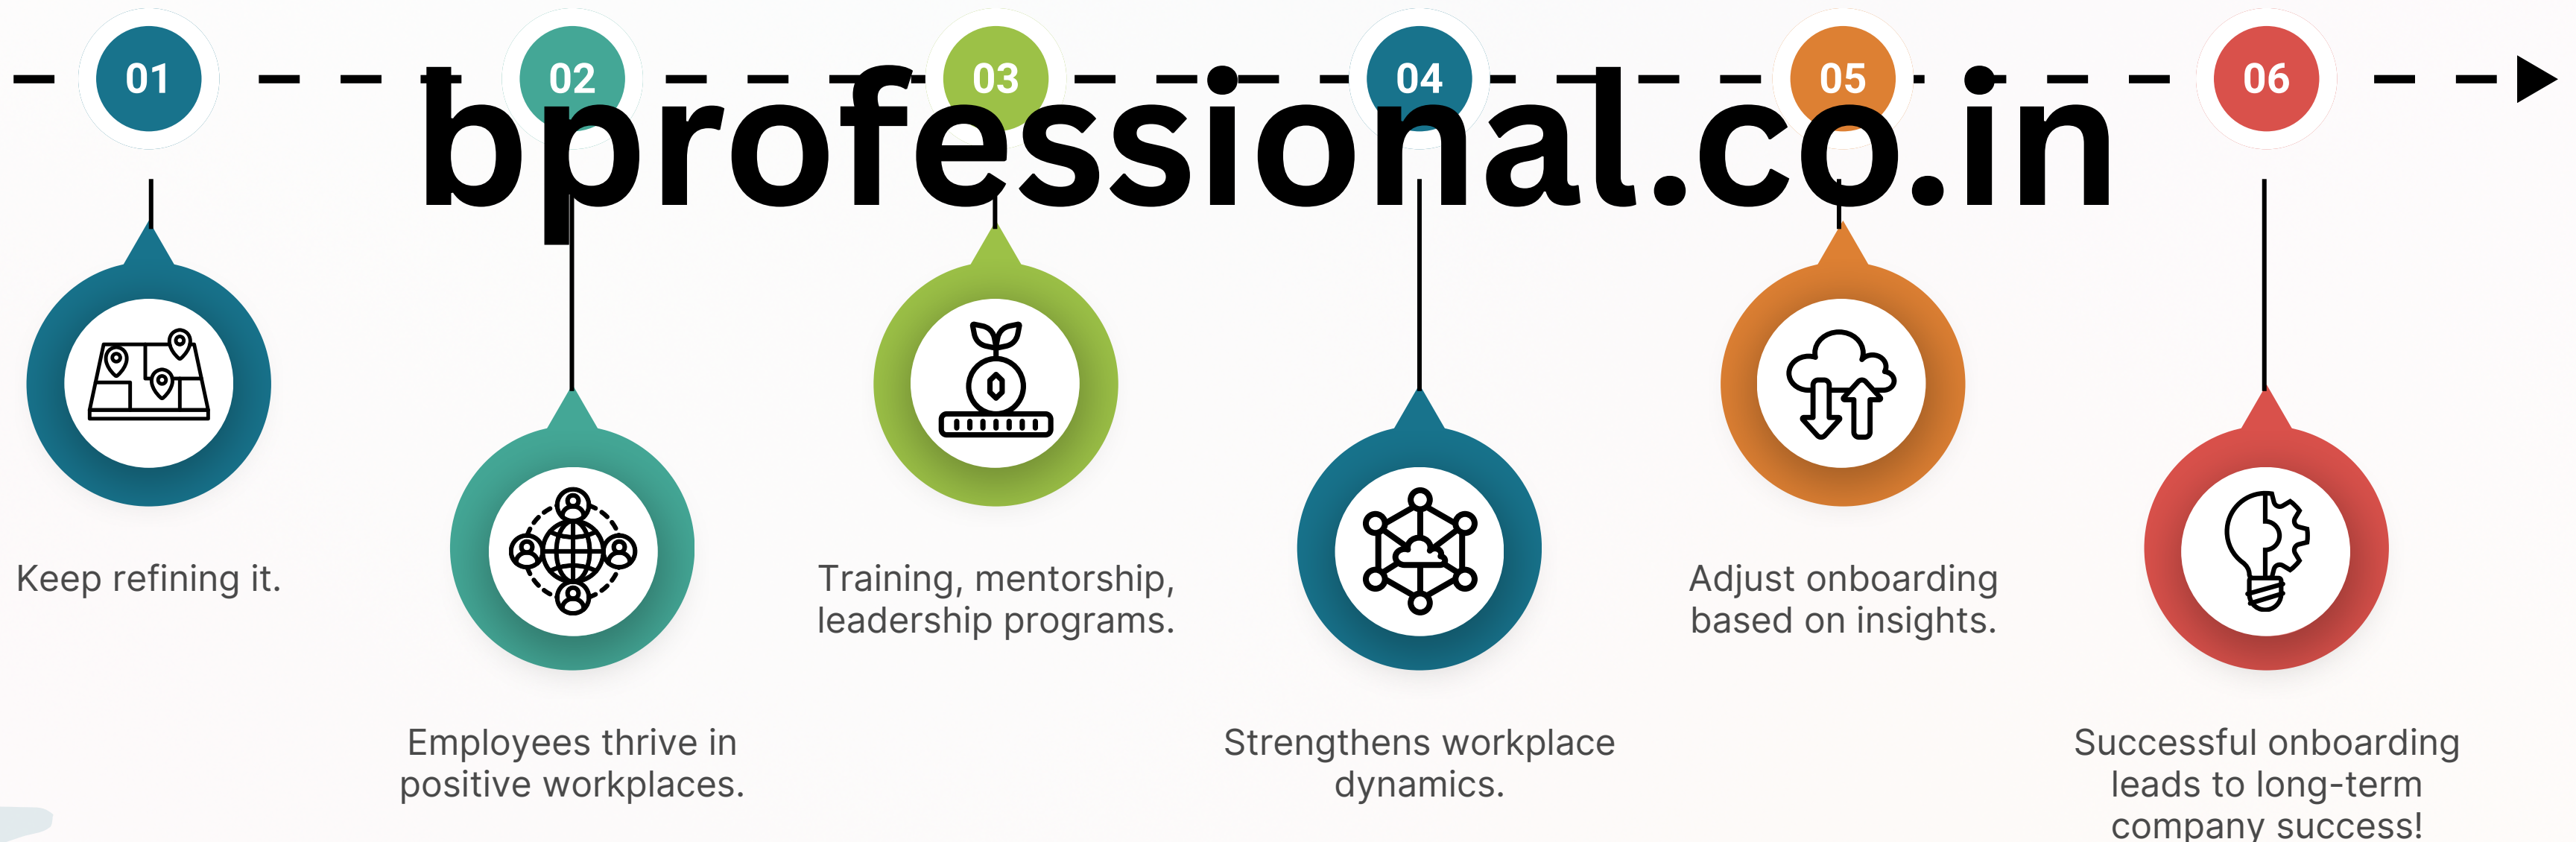 01
02
03
04
05
06
bprofessional.co.in
Keep refining it.
Employees thrive in
positive workplaces.
Training, mentorship,
leadership programs.
Strengthens workplace
dynamics.
Adjust onboarding
based on insights.
Successful onboarding
leads to long-term
company success!